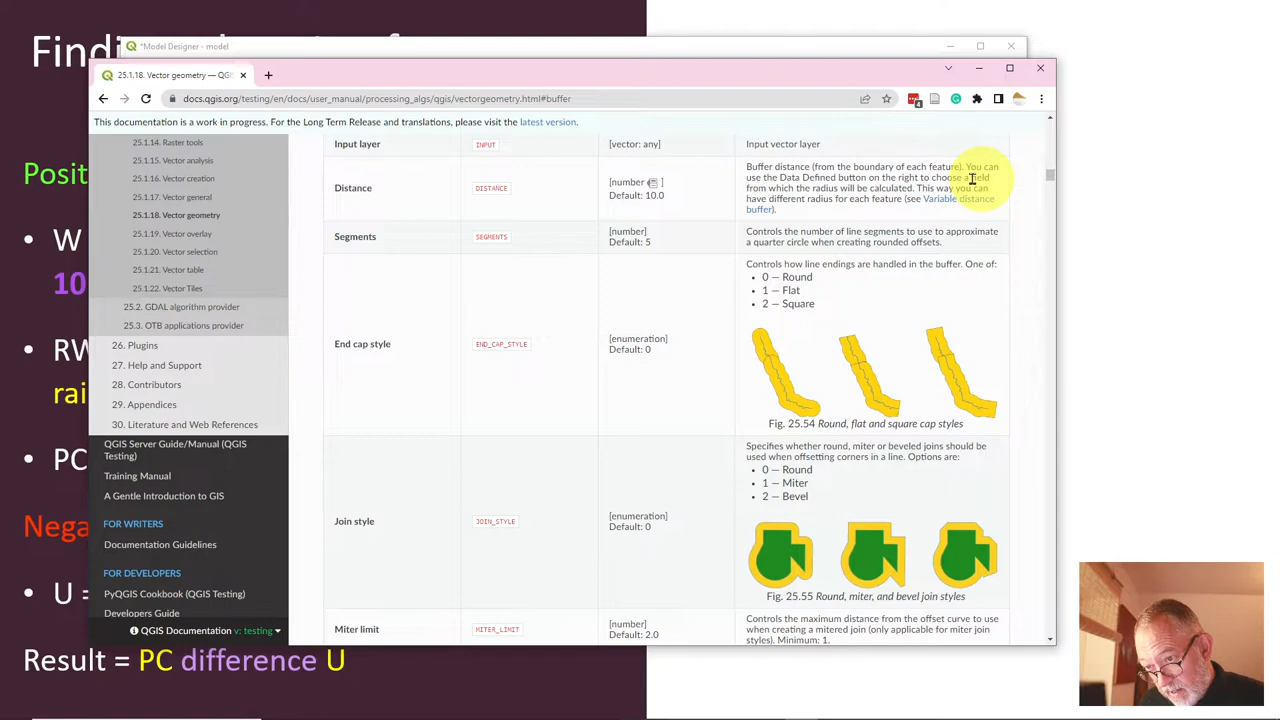 *Model Designer - model
25.1.18. Vector geometry — QG
docs.qgis.org/testing/en/docs/user_manual/processing_algs/qgis/vectorgeometry.html#buffer
This documentation is a work in progress. For the Long Term Release and translations, please visit the latest version.
25.1.14. Raster tools
25.1.15. Vector analysis
25.1.16. Vector creation
25.1.17. Vector general
25.1.18. Vector geometry
25.1.19. Vector overlay
25.1.20. Vector selection
25.1.21. Vector table
25.1.22. Vector Tiles
25.2. GDAL algorithm provider
25.3. OTB applications provider
26. Plugins
27. Help and Support
28. Contributors
29. Appendices
30. Literature and Web References
QGIS Server Guide/Manual (QGIS
Testing)
Training Manual
A Gentle Introduction to GIS
FOR WRITERS
Documentation Guidelines
FOR DEVELOPERS
PyQGIS Cookbook (QGIS Testing)
Developers Guide
QGIS Documentation v: testing
Input layer
INPUT
[vector: any]
Input vector layer
Distance
DISTANCE
[number ]
Default: 10.0
Buffer distance (from the boundary of each feature). You can
use the Data Defined button on the right to choose a field
from which the radius will be calculated. This way you can
have different radius for each feature (see Variable distance
buffer).
Segments
SEGMENTS
[number]
Default: 5
Controls the number of line segments to use to approximate
a quarter circle when creating rounded offsets.
End cap style
END_CAP_STYLE
[enumeration]
Default: 0
Controls how line endings are handled in the buffer. One of:
• 0 — Round
• 1 — Flat
• 2 — Square
Fig. 25.54 Round, flat and square cap styles
Join style
JOIN_STYLE
[enumeration]
Default: 0
Specifies whether round, miter or beveled joins should be
used when offsetting corners in a line. Options are:
• 0 — Round
• 1 — Miter
• 2 — Bevel
Fig. 25.55 Round, miter, and bevel join styles
Miter limit
MITER_LIMIT
[number]
Default: 2.0
Controls the maximum distance from the offset curve to use
when creating a mitered join (only applicable for miter join
styles). Minimum: 1.
Posit
• W
10
• RW
rai
• PC
Nega
• U =
Result = PC difference U